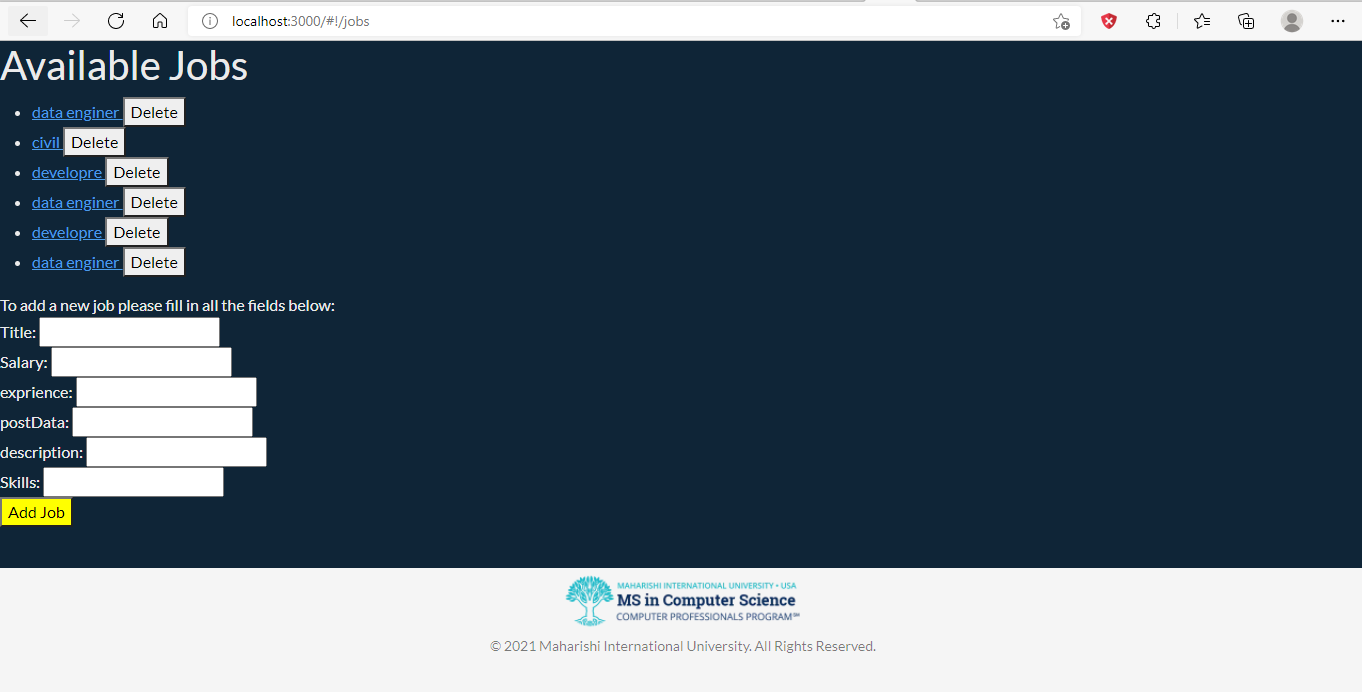 localhost:3000/#!/jobs
Available Jobs
data enginer Delete
civil Delete
developre Delete
data enginer Delete
developre Delete
data enginer Delete
To add a new job please fill in all the fields below:
Title:
Salary:
exprience:
postData:
description:
Skills:
Add Job
MAHARISHI INTERNATIONAL UNIVERSITY • USA
MS in Computer Science
COMPUTER PROFESSIONALS PROGRAM℠
© 2021 Maharishi International University. All Rights Reserved.